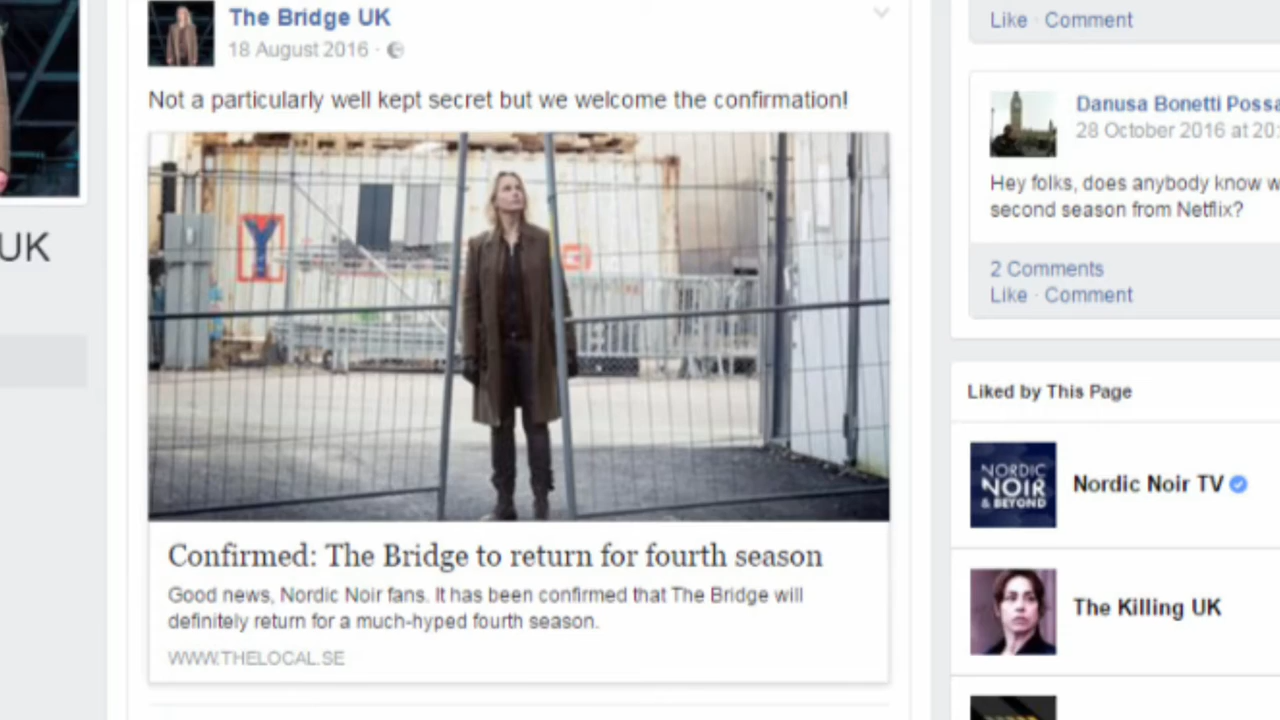 The Bridge UK
18 August 2016 ·
Not a particularly well kept secret but we welcome the confirmation!
Y
Confirmed: The Bridge to return for fourth season
Good news, Nordic Noir fans. It has been confirmed that The Bridge will
definitely return for a much-hyped fourth season.
WWW.THELOCAL.SE
UK
Like · Comment
Danusa Bonetti Possa
28 October 2016 at 20:
Hey folks, does anybody know w
second season from Netflix?
2 Comments
Like · Comment
Liked by This Page
NORDIC
NOIR
& BEYOND
Nordic Noir TV
The Killing UK